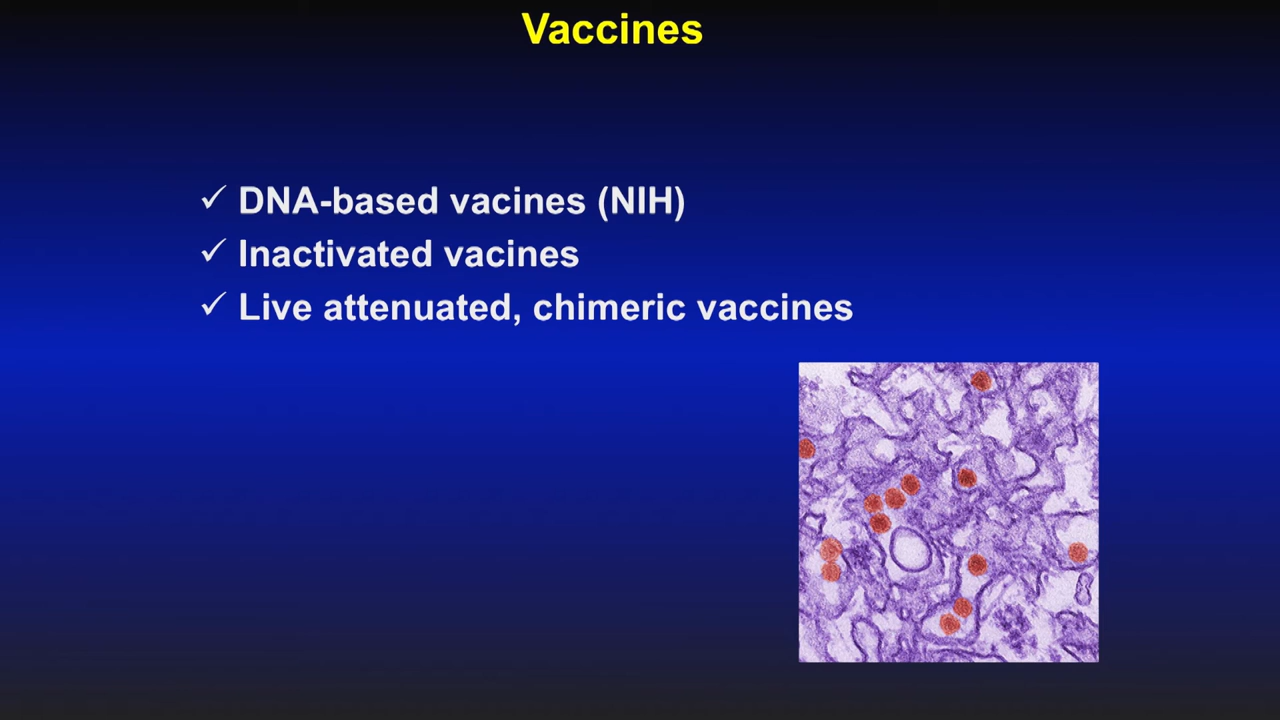 Vaccines
✓ DNA-based vacines (NIH)
✓ Inactivated vacines
✓ Live attenuated, chimeric vaccines